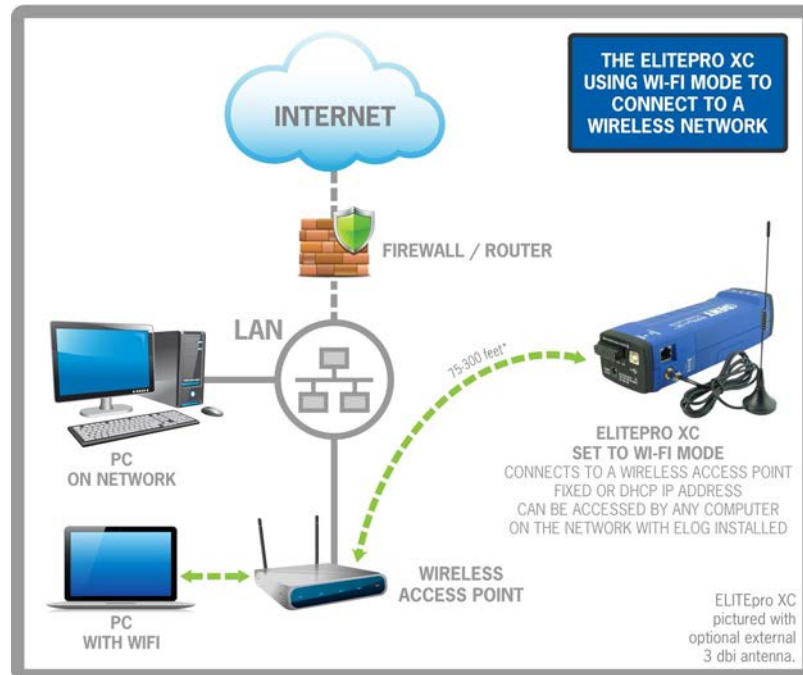 THE ELITEPRO XC
USING WI-FI MODE TO
CONNECT TO A
WIRELESS NETWORK
INTERNET
FIREWALL / ROUTER
LAN
75-300 feet*
PC
ON NETWORK
ELITEPRO XC
SET TO WI-FI MODE
CONNECTS TO A WIRELESS ACCESS POINT
FIXED OR DHCP IP ADDRESS
CAN BE ACCESSED BY ANY COMPUTER
ON THE NETWORK WITH ELOG INSTALLED
WIRELESS
ACCESS POINT
PC
WITH WIFI
ELITEpro XC
pictured with
optional external
3 dbi antenna.